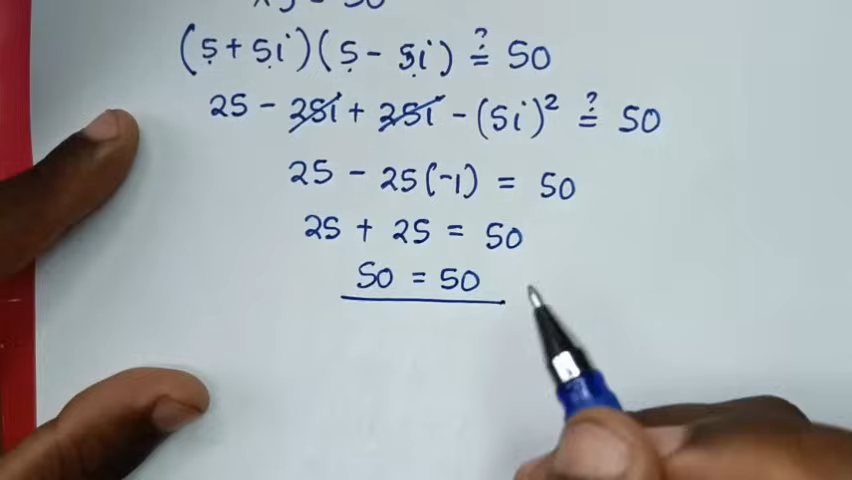 (5 + 5i)(5 - 5i) ≟ 50
25 - 25i + 25i - (5i)² ≟ 50
25 - 25(-1) = 50
25 + 25 = 50
50 = 50